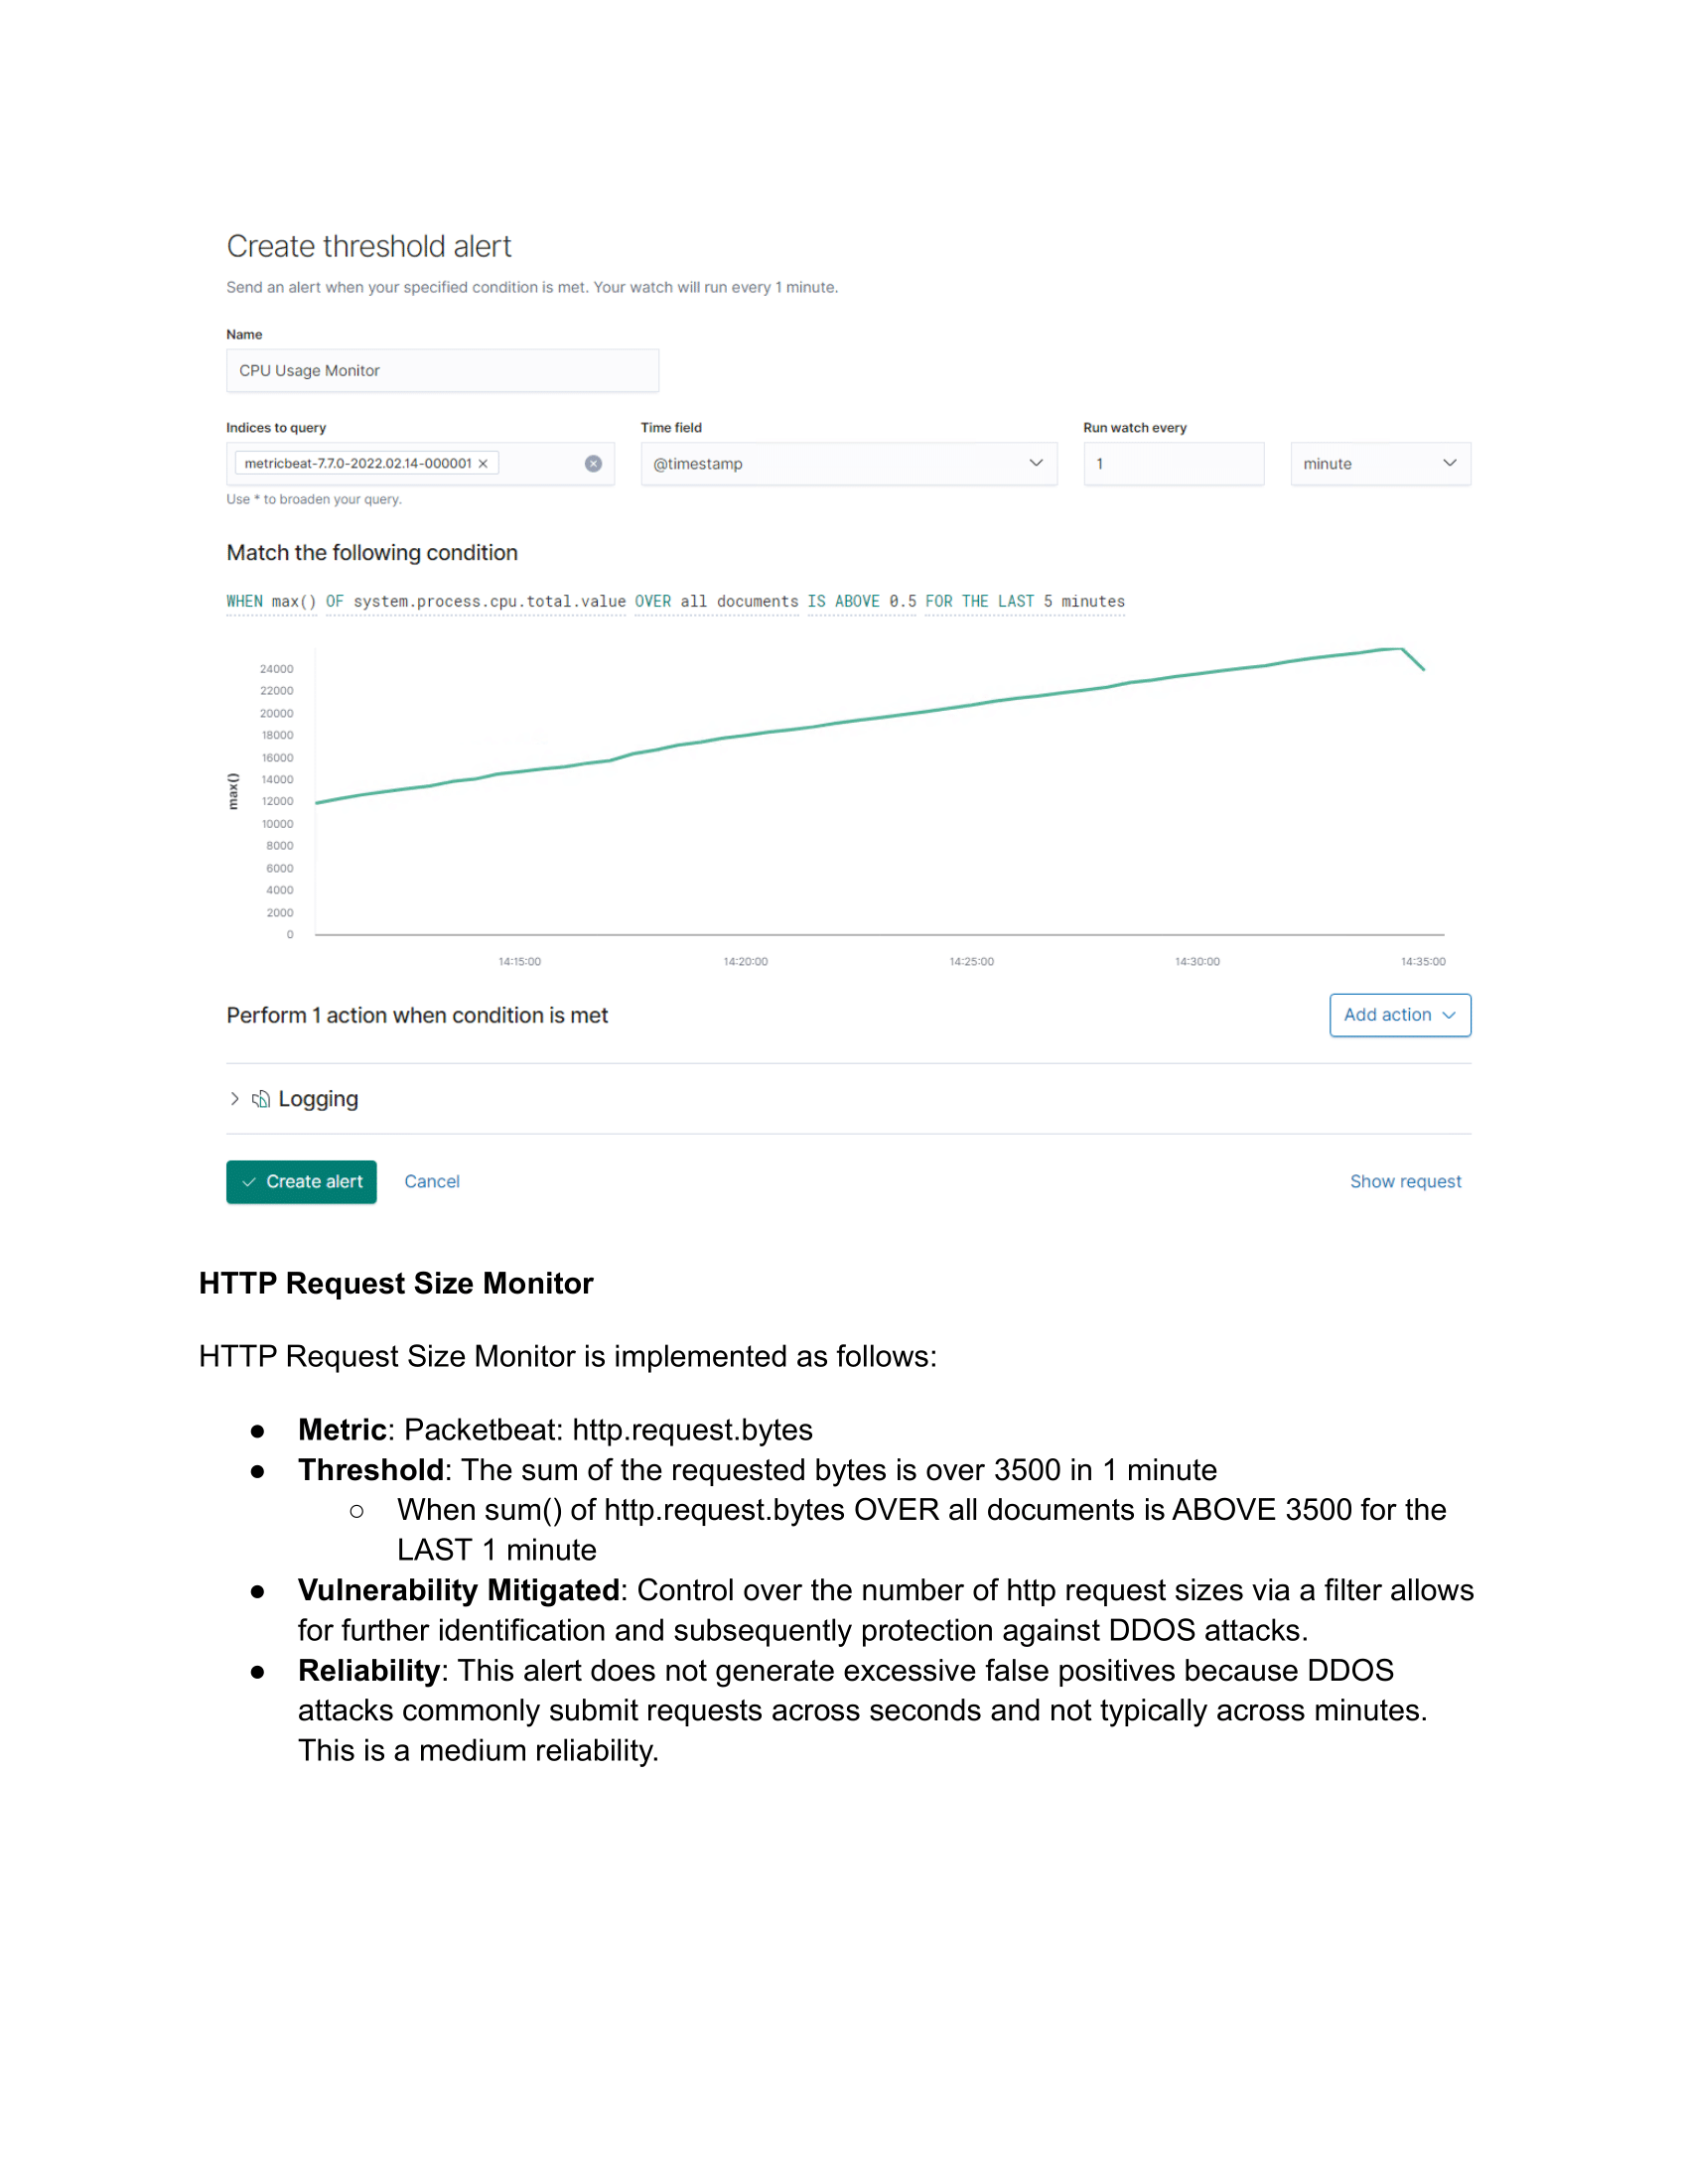 Create threshold alert
Send an alert when your specified condition is met. Your watch will run every 1 minute.
Name
CPU Usage Monitor
Indices to query
Time field
Run watch every
metricbeat-7.7.0-2022.02.14-000001
@timestamp
1
minute
Use * to broaden your query.
Match the following condition
WHEN max() OF system.process.cpu.total.value OVER all documents IS ABOVE 0.5 FOR THE LAST 5 minutes
max()
24000
22000
20000
18000
16000
14000
12000
10000
8000
6000
4000
2000
0
14:15:00 14:20:00 14:25:00 14:30:00 14:35:00
Perform 1 action when condition is met
Add action
Logging
Create alert
Cancel
Show request
HTTP Request Size Monitor
HTTP Request Size Monitor is implemented as follows:
● Metric: Packetbeat: http.request.bytes
● Threshold: The sum of the requested bytes is over 3500 in 1 minute
○ When sum() of http.request.bytes OVER all documents is ABOVE 3500 for the
LAST 1 minute
● Vulnerability Mitigated: Control over the number of http request sizes via a filter allows
for further identification and subsequently protection against DDOS attacks.
● Reliability: This alert does not generate excessive false positives because DDOS
attacks commonly submit requests across seconds and not typically across minutes.
This is a medium reliability.